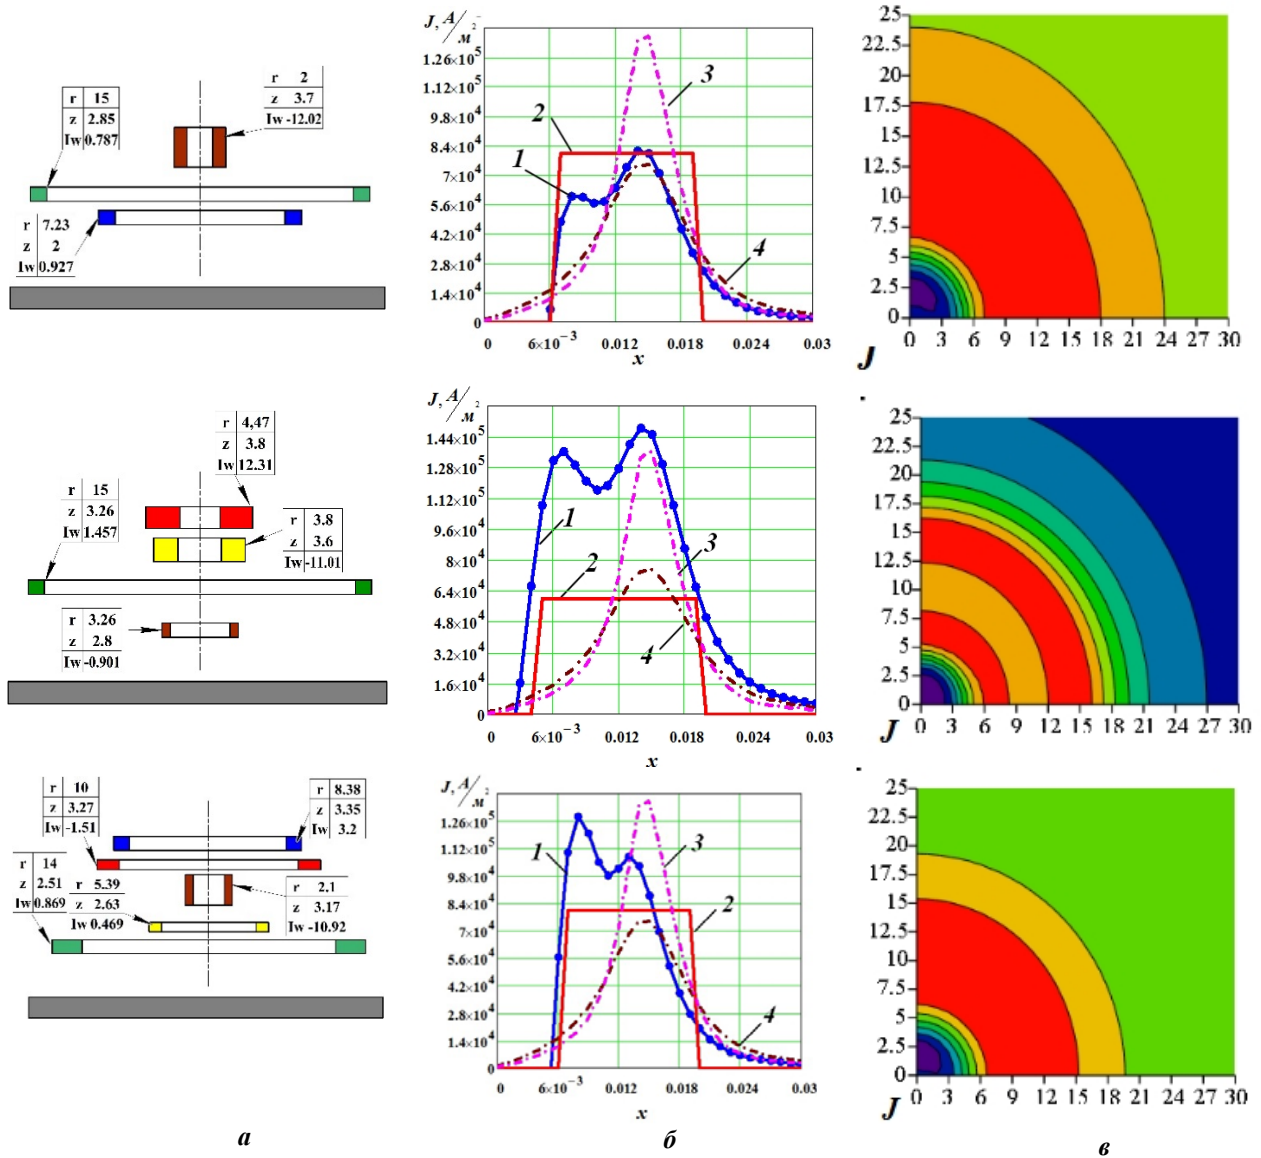 r 15
z 2.85
Iw 0.787
r 2
z 3.7
Iw -12.02
r 7.23
z 2
Iw 0.927
J, A/м²
1.26×10⁵
1.12×10⁵
9.8×10⁴
8.4×10⁴
7×10⁴
5.6×10⁴
4.2×10⁴
2.8×10⁴
1.4×10⁴
0
1
2
3
4
0 6×10⁻³ 0.012 0.018 0.024 0.03
x
25
22.5
20
17.5
15
12.5
10
7.5
5
2.5
0
0 3 6 9 12 15 18 21 24 27 30
J
r 4,47
z 3.8
Iw 12.31
r 15
z 3.26
Iw 1.457
r 3.8
z 3.6
Iw -11.01
r 3.26
z 2.8
Iw -0.901
J, A/м²
1.44×10⁵
1.28×10⁵
1.12×10⁵
9.6×10⁴
8×10⁴
6.4×10⁴
4.8×10⁴
3.2×10⁴
1.6×10⁴
0
1
2
3
4
0 6×10⁻³ 0.012 0.018 0.024 0.03
x
25
22.5
20
17.5
15
12.5
10
7.5
5
2.5
0
J 0 3 6 9 12 15 18 21 24 27 30
r 10
z 3.27
Iw -1.51
r 8.38
z 3.35
Iw 3.2
r 14
z 2.51
Iw 0.869
r 5.39
z 2.63
Iw 0.469
r 2.1
z 3.17
Iw -10.92
J, A/м²
1.26×10⁵
1.12×10⁵
9.8×10⁴
8.4×10⁴
7×10⁴
5.6×10⁴
4.2×10⁴
2.8×10⁴
1.4×10⁴
0
1
3
2
4
0 6×10⁻³ 0.012 0.018 0.024 0.03
x
25
22.5
20
17.5
15
12.5
10
7.5
5
2.5
0
J 0 3 6 9 12 15 18 21 24 27 30
а б в